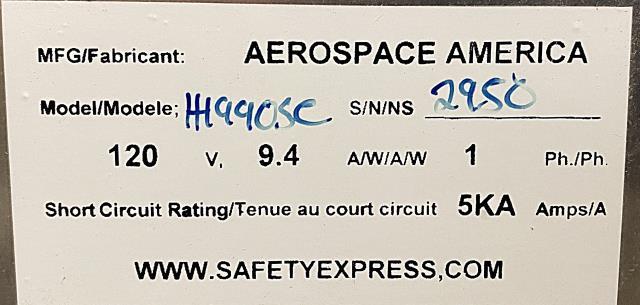 MFG/Fabricant: AEROSPACE AMERICA
Model/Modele; HH9905C S/N/NS 2950
120 V, 9.4 A/W/A/W 1 Ph./Ph.
Short Circuit Rating/Tenue au court circuit 5KA Amps/A
WWW.SAFETYEXPRESS,COM